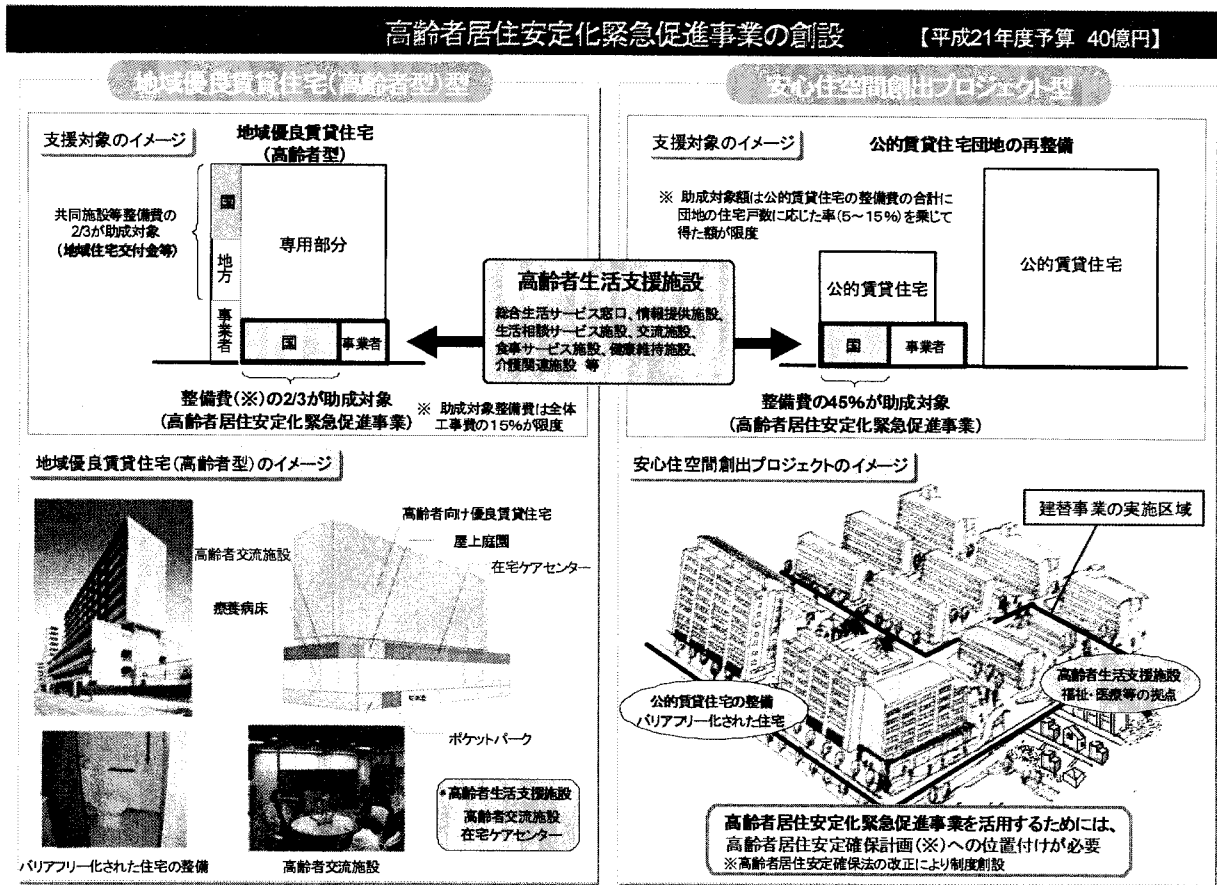 高齢者居住安定化緊急促進事業の創設 【平成21年度予算 40億円】
地域優良賃貸住宅(高齢者型)型
支援対象のイメージ
地域優良賃貸住宅
(高齢者型)
共同施設等整備費の
2/3が助成対象
(地域住宅交付金等)
国
地方
事業者
専用部分
国
事業者
整備費(※)の2/3が助成対象
(高齢者居住安定化緊急促進事業)
※ 助成対象整備費は全体
工事費の15%が限度
高齢者生活支援施設
総合生活サービス窓口、情報提供施設、
生活相談サービス施設、交流施設、
食事サービス施設、健康維持施設、
介護関連施設 等
安心住空間創出プロジェクト型
支援対象のイメージ
公的賃貸住宅団地の再整備
※ 助成対象額は公的賃貸住宅の整備費の合計に
団地の住宅戸数に応じた率(5~15%)を乗じて
得た額が限度
公的賃貸住宅
公的賃貸住宅
国
事業者
整備費の45%が助成対象
(高齢者居住安定化緊急促進事業)
地域優良賃貸住宅(高齢者型)のイメージ
高齢者向け優良賃貸住宅
高齢者交流施設
屋上庭園
在宅ケアセンター
療養病床
ポケットパーク
*高齢者生活支援施設
高齢者交流施設
在宅ケアセンター
バリアフリー化された住宅の整備
高齢者交流施設
安心住空間創出プロジェクトのイメージ
建替事業の実施区域
高齢者生活支援施設
福祉・医療等の拠点
公的賃貸住宅の整備
バリアフリー化された住宅
高齢者居住安定化緊急促進事業を活用するためには、
高齢者居住安定確保計画(※)への位置付けが必要
※高齢者居住安定確保法の改正により制度創設